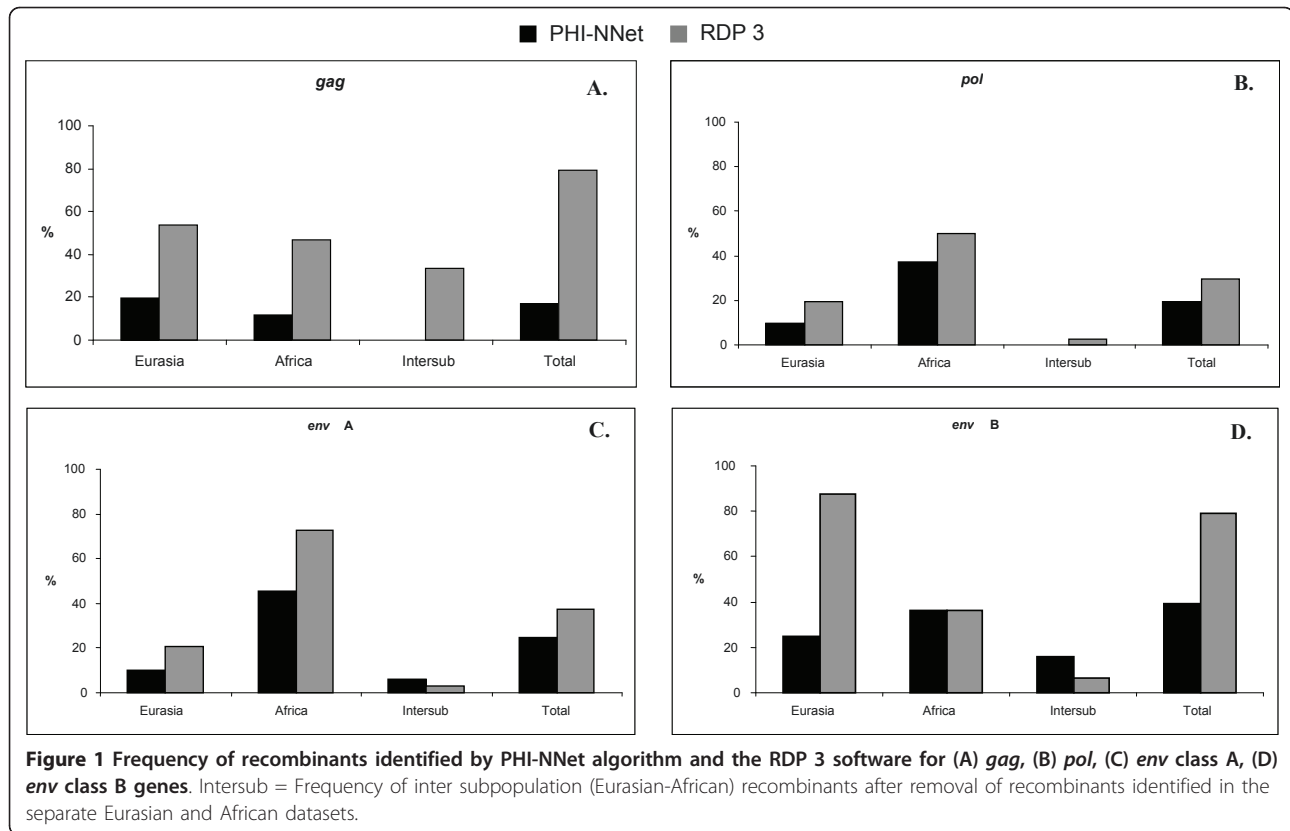 PHI-NNet RDP 3
gag A.
100
80
60
%
40
20
0
Eurasia Africa Intersub Total
pol B.
100
80
60
%
40
20
0
Eurasia Africa Intersub Total
env A C.
100
80
60
%
40
20
0
Eurasia Africa Intersub Total
env B D.
100
80
60
%
40
20
0
Eurasia Africa Intersub Total
Figure 1 Frequency of recombinants identified by PHI-NNet algorithm and the RDP 3 software for (A) gag, (B) pol, (C) env class A, (D)
env class B genes. Intersub = Frequency of inter subpopulation (Eurasian-African) recombinants after removal of recombinants identified in the
separate Eurasian and African datasets.